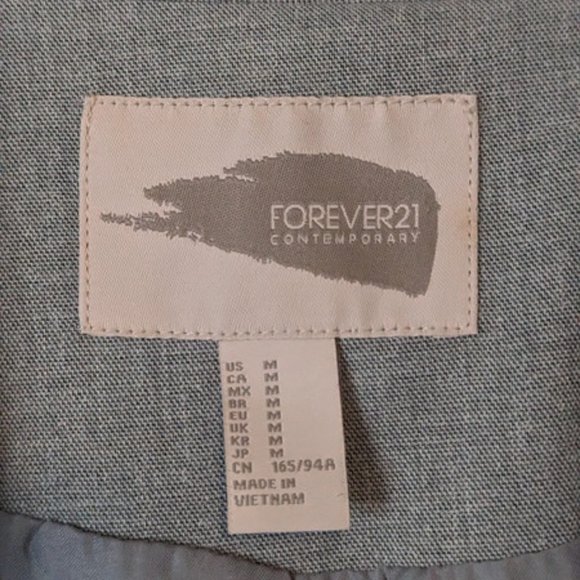 FOREVER21
CONTEMPORARY
US M
CA M
MX M
BR M
EU M
UK M
KR M
JP M
CN 165/94A
MADE IN
VIETNAM